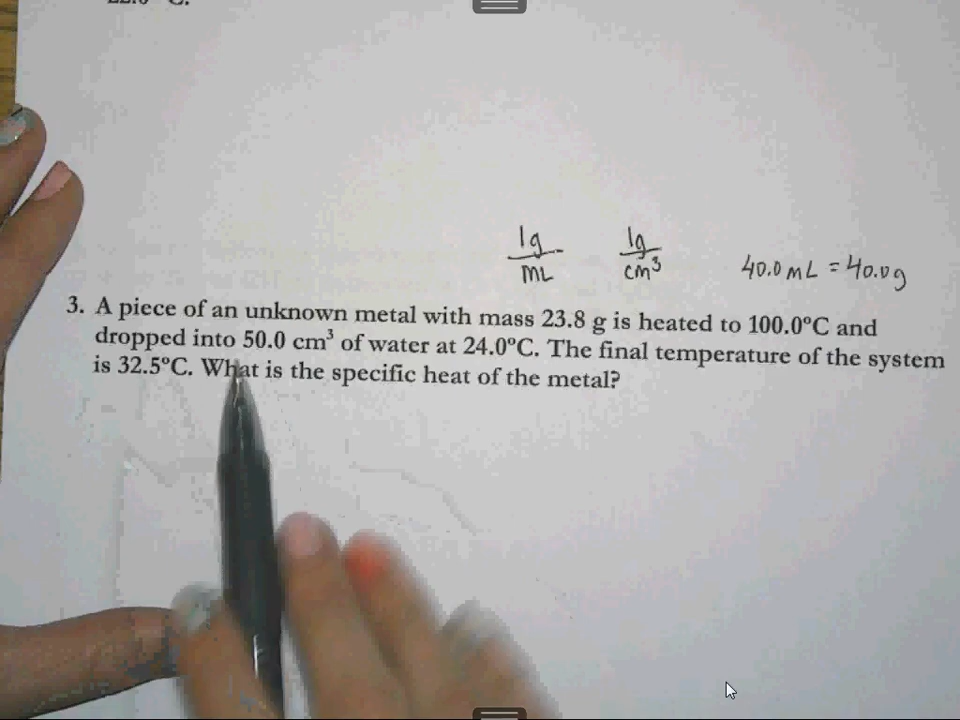 1g
mL
1g
cm³
40.0 mL = 40.0g
3. A piece of an unknown metal with mass 23.8 g is heated to 100.0°C and
dropped into 50.0 cm³ of water at 24.0°C. The final temperature of the system
is 32.5°C. What is the specific heat of the metal?